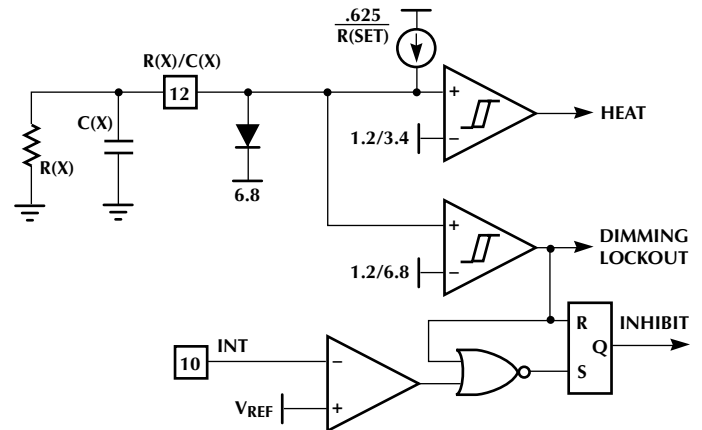 .625
R(SET)
R(X)/C(X)
12
+
HEAT
C(X)
1.2/3.4
−
R(X)
6.8
+
DIMMING
LOCKOUT
1.2/6.8
−
R
INHIBIT
INT
Q
10
−
S
VREF
+